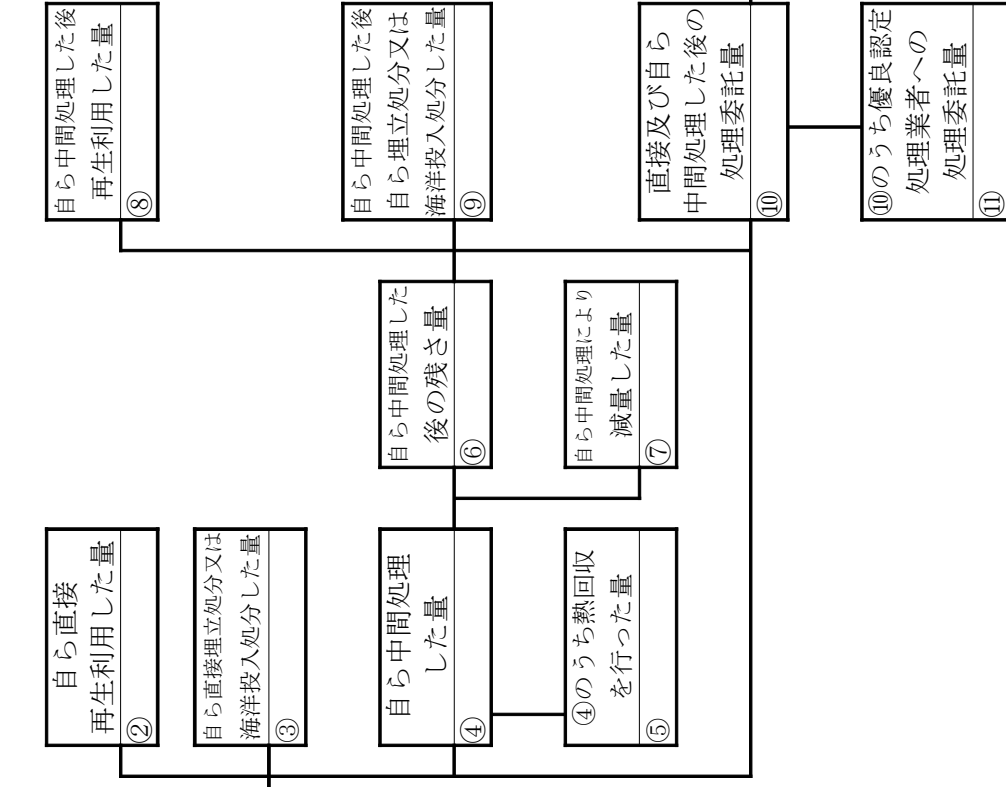 自ら直接
再生利用した量
②
自ら直接埋立処分又は
海洋投入処分した量
③
自ら中間処理
した量
④
④のうち熱回収
を行った量
⑤
自ら中間処理した
後の残さ量
⑥
自ら中間処理により
減量した量
⑦
自ら中間処理した後
再生利用した量
⑧
自ら中間処理した後
自ら埋立処分又は
海洋投入処分した量
⑨
直接及び自ら
中間処理した後の
処理委託量
⑩
⑩のうち優良認定
処理業者への
処理委託量
⑪